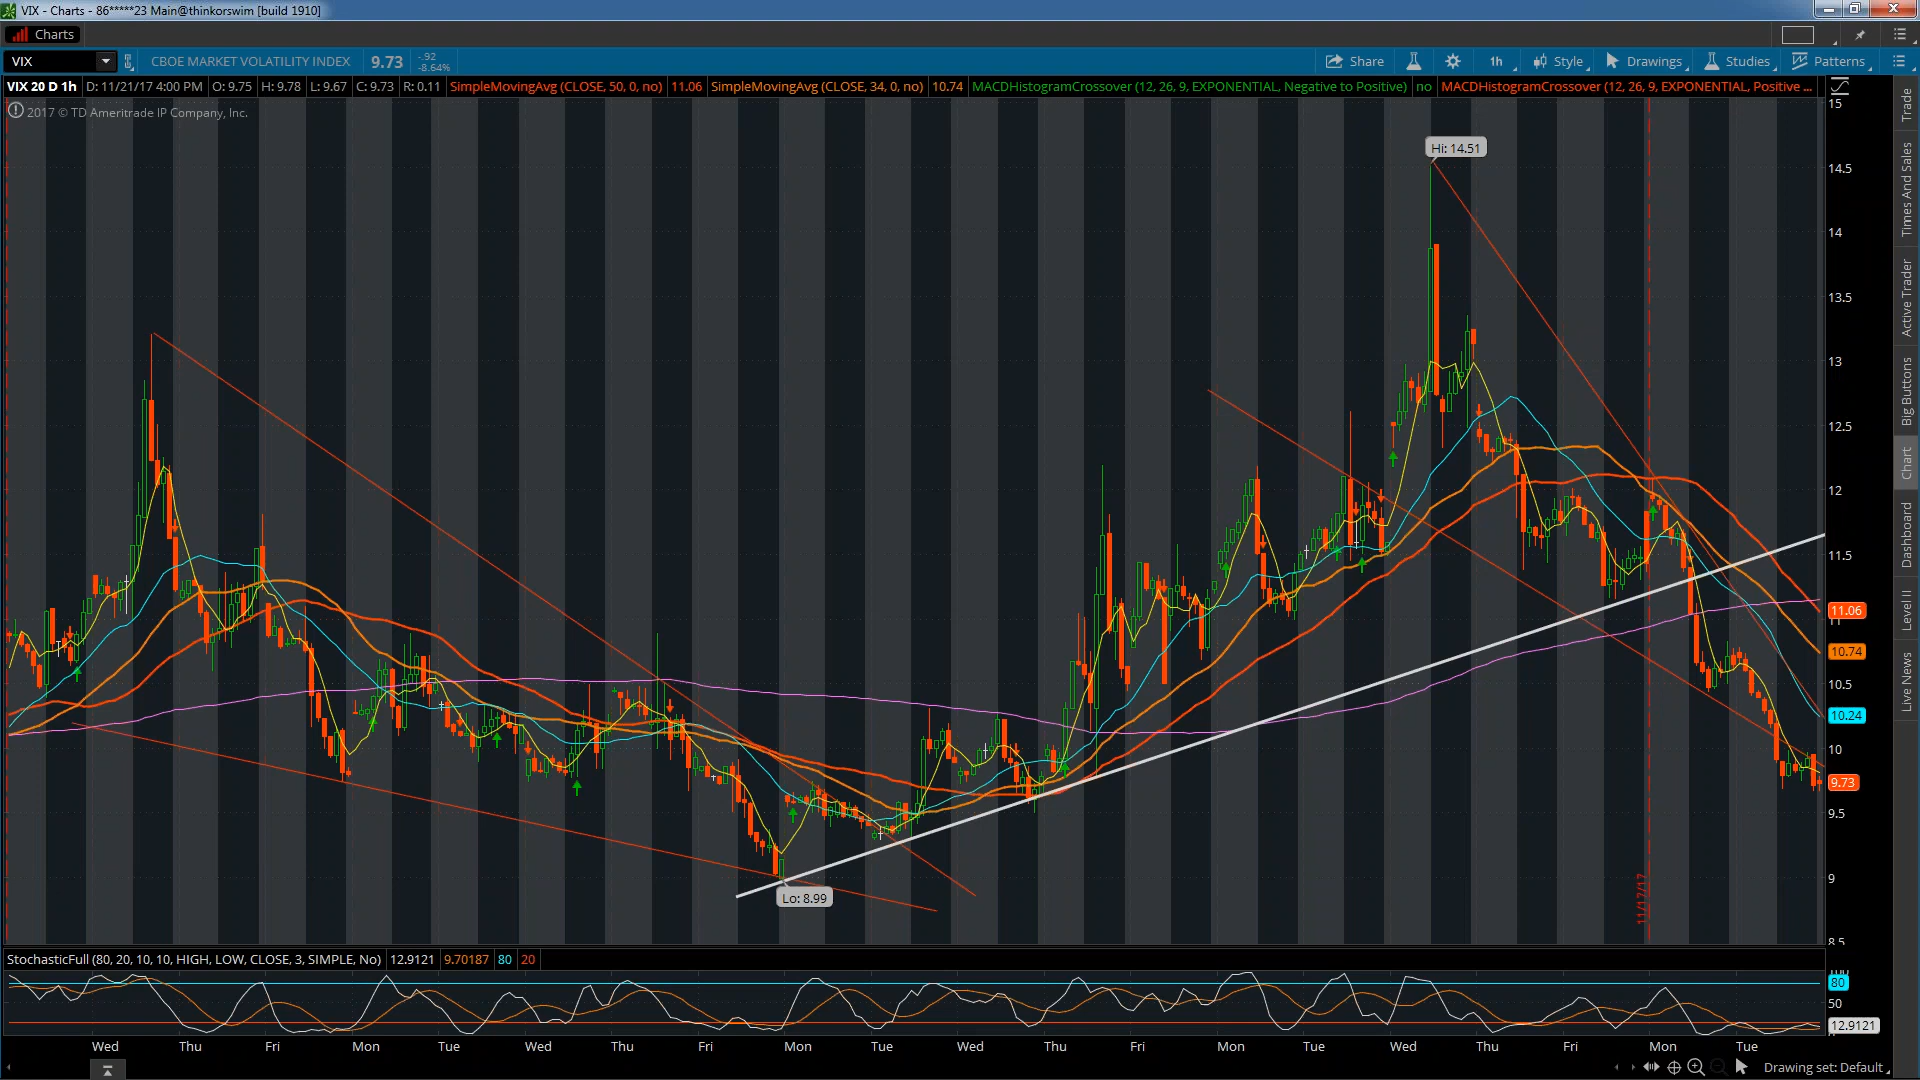 VIX - Charts - 86*****23 Main@thinkorswim [build 1910]
Charts
VIX CBOE MARKET VOLATILITY INDEX 9.73 -.92 -8.64% Share 1h Style Drawings Studies Patterns
VIX 20 D 1h D: 11/21/17 4:00 PM O: 9.75 H: 9.78 L: 9.67 C: 9.73 R: 0.11 SimpleMovingAvg (CLOSE, 50, 0, no) 11.06 SimpleMovingAvg (CLOSE, 34, 0, no) 10.74 MACDHistogramCrossover (12, 26, 9, EXPONENTIAL, Negative to Positive) no MACDHistogramCrossover (12, 26, 9, EXPONENTIAL, Positive ...
2017 © TD Ameritrade IP Company, Inc.
Hi: 14.51
Lo: 8.99
11/17/17
15
14.5
14
13.5
13
12.5
12
11.5
11.06
11
10.74
10.5
10.24
10
9.73
9.5
9
8.5
Trade
Times And Sales
Active Trader
Big Buttons
Chart
Dashboard
Level II
Live News
StochasticFull (80, 20, 10, 10, HIGH, LOW, CLOSE, 3, SIMPLE, No) 12.9121 9.70187 80 20
100
80
50
12.9121
Wed Thu Fri Mon Tue Wed Thu Fri Mon Tue Wed Thu Fri Mon Tue Wed Thu Fri Mon Tue
Drawing set: Default